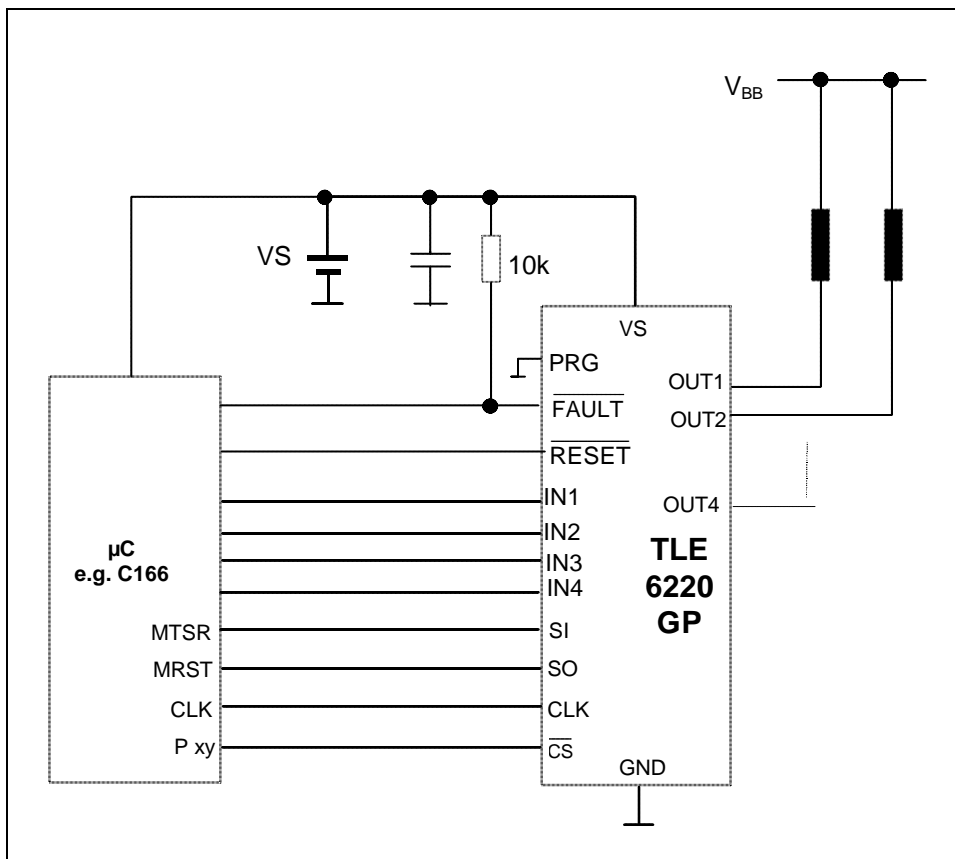 V_BB
VS
10k
VS
PRG
FAULT
RESET
IN1
IN2
IN3
IN4
SI
SO
CLK
CS
GND
OUT1
OUT2
OUT4
TLE
6220
GP
µC
e.g. C166
MTSR
MRST
CLK
P xy